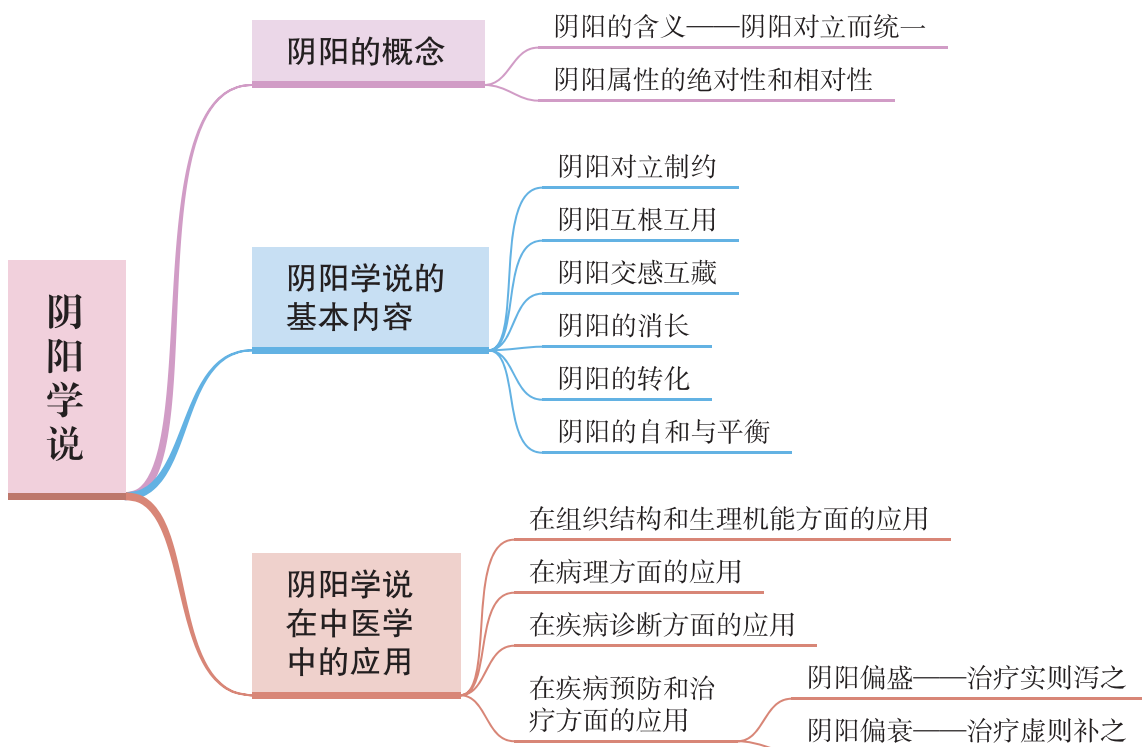 阴阳学说
阴阳的概念
阴阳的含义——阴阳对立而统一
阴阳属性的绝对性和相对性
阴阳学说的
基本内容
阴阳对立制约
阴阳互根互用
阴阳交感互藏
阴阳的消长
阴阳的转化
阴阳的自和与平衡
阴阳学说
在中医学
中的应用
在组织结构和生理机能方面的应用
在病理方面的应用
在疾病诊断方面的应用
在疾病预防和治
疗方面的应用
阴阳偏盛——治疗实则泻之
阴阳偏衰——治疗虚则补之